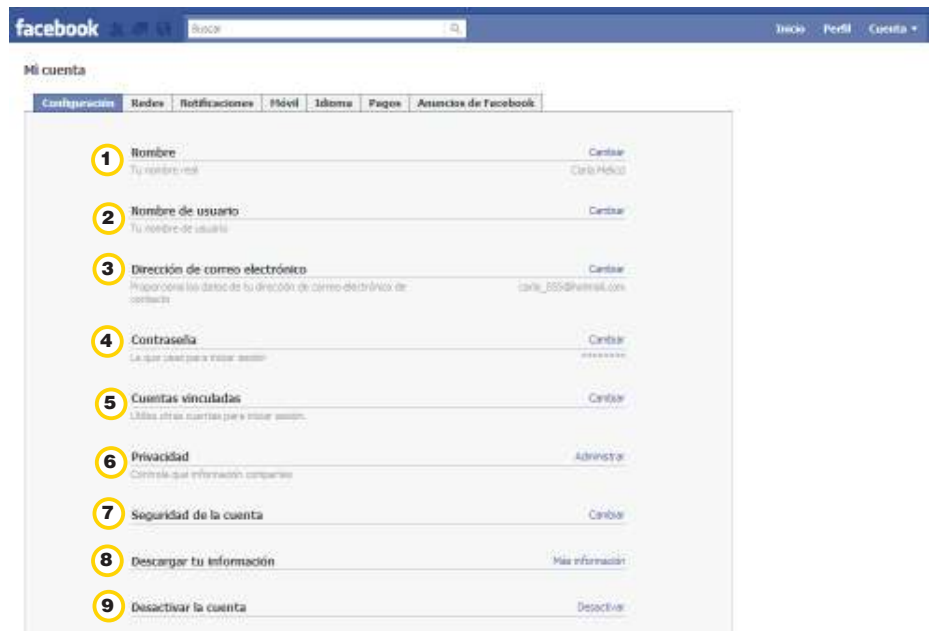 facebook Buscar Inicio Perfil Cuenta
Mi cuenta
Configuración Redes Notificaciones Móvil Idioma Pagos Anuncios de Facebook
1 Nombre Cambiar
Tu nombre real
2 Nombre de usuario Cambiar
Tu nombre de usuario
3 Dirección de correo electrónico Cambiar
Proporciona los datos de tu dirección de correo electrónico de
contacto
4 Contraseña Cambiar
Lo que usas para iniciar sesión ********
5 Cuentas vinculadas Cambiar
Utiliza otras cuentas para iniciar sesión.
6 Privacidad Administrar
Controla qué información compartes
7 Seguridad de la cuenta Cambiar
8 Descargar tu información Más información
9 Desactivar la cuenta Desactivar